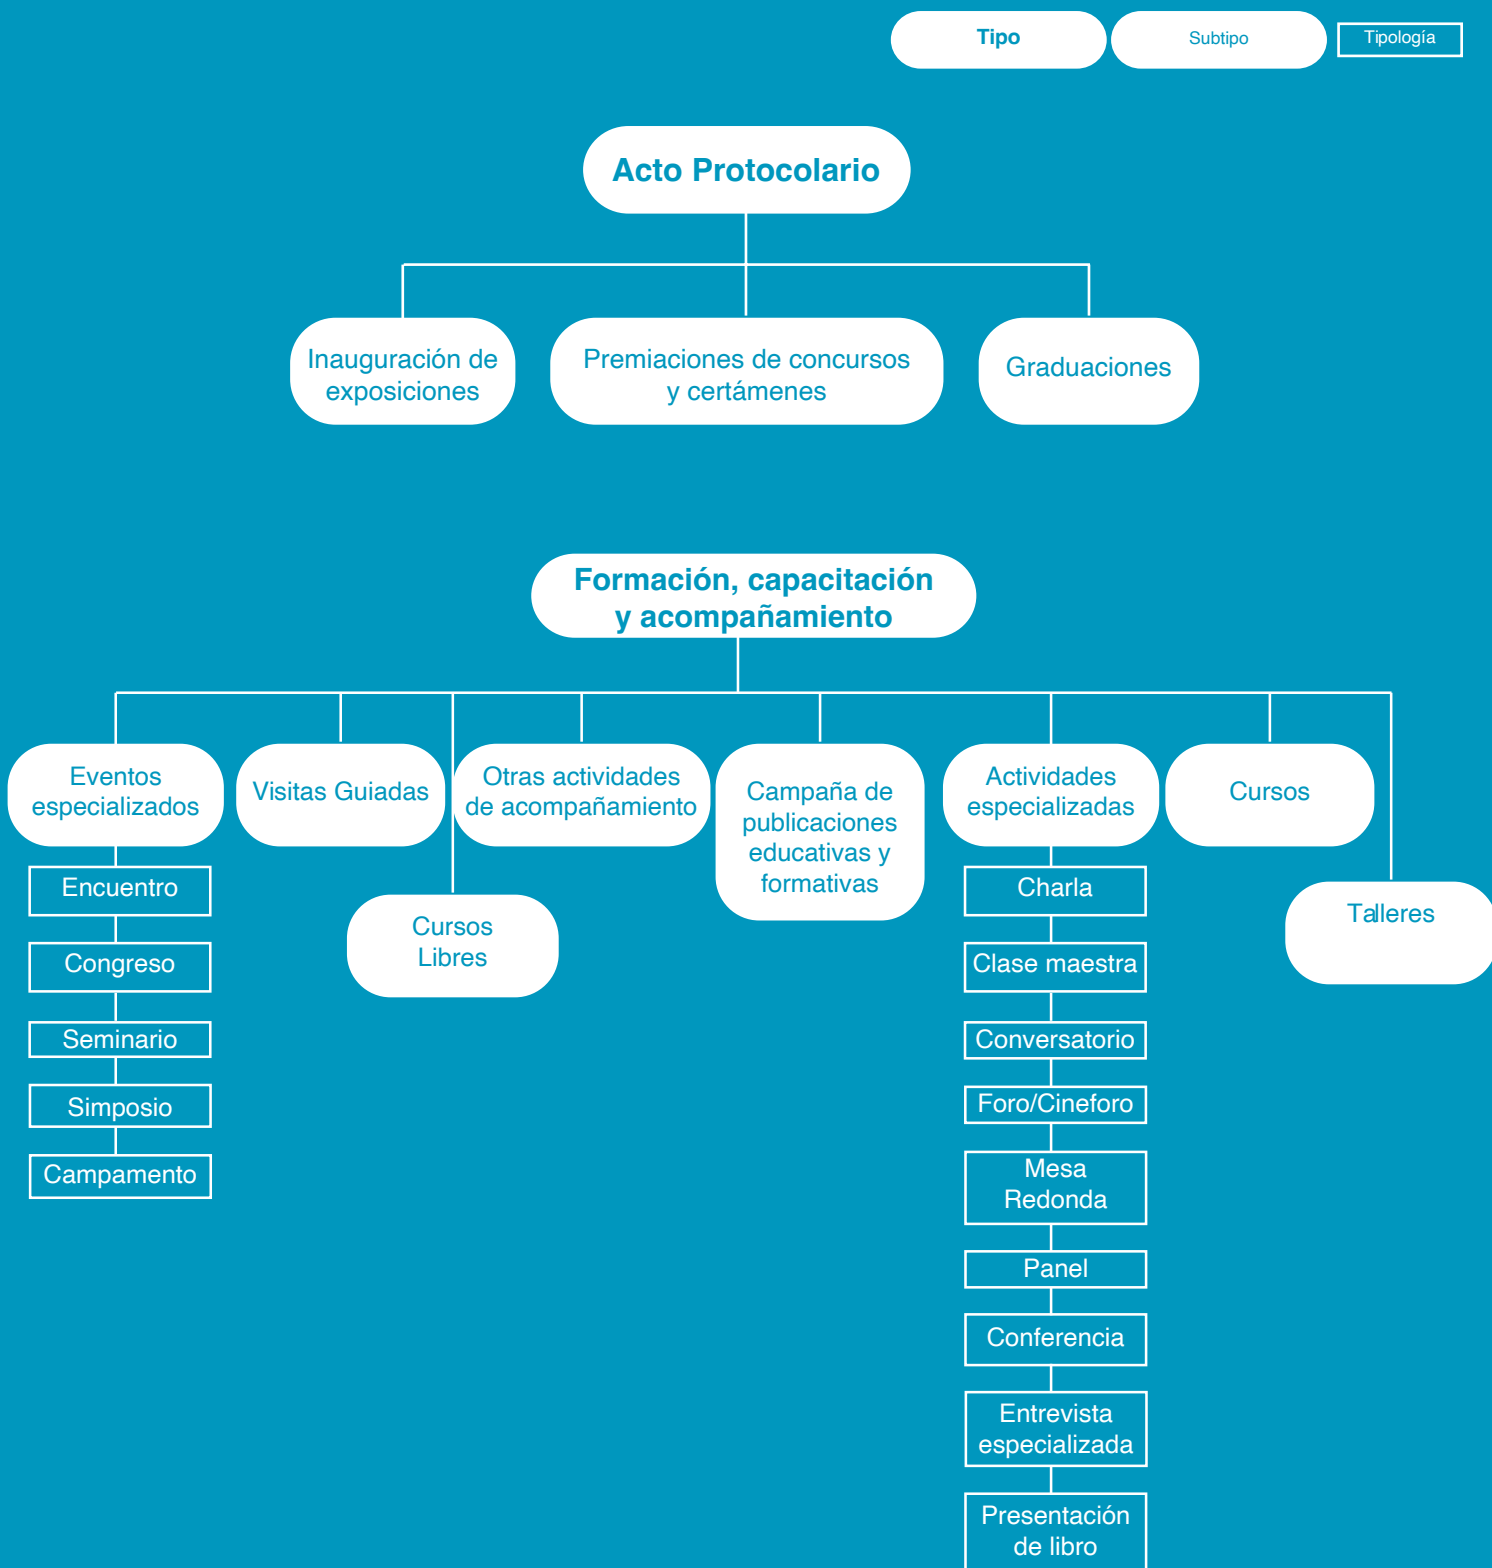 Tipo
Subtipo
Tipología
Acto Protocolario
Inauguración de
exposiciones
Premiaciones de concursos
y certámenes
Graduaciones
Formación, capacitación
y acompañamiento
Eventos
especializados
Encuentro
Congreso
Seminario
Simposio
Campamento
Visitas Guiadas
Cursos
Libres
Otras actividades
de acompañamiento
Campaña de
publicaciones
educativas y
formativas
Actividades
especializadas
Charla
Clase maestra
Conversatorio
Foro/Cineforo
Mesa
Redonda
Panel
Conferencia
Entrevista
especializada
Presentación
de libro
Cursos
Talleres